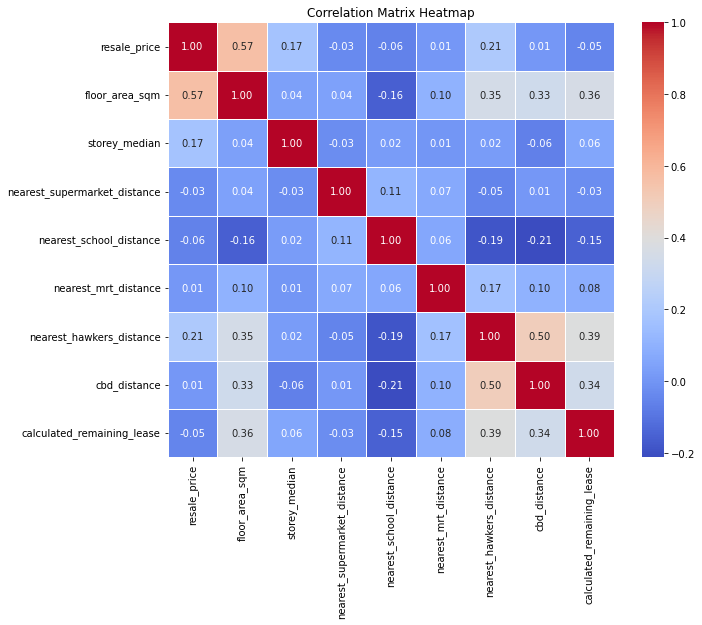 Correlation Matrix Heatmap
resale_price 1.00 0.57 0.17 -0.03 -0.06 0.01 0.21 0.01 -0.05
floor_area_sqm 0.57 1.00 0.04 0.04 -0.16 0.10 0.35 0.33 0.36
storey_median 0.17 0.04 1.00 -0.03 0.02 0.01 0.02 -0.06 0.06
nearest_supermarket_distance -0.03 0.04 -0.03 1.00 0.11 0.07 -0.05 0.01 -0.03
nearest_school_distance -0.06 -0.16 0.02 0.11 1.00 0.06 -0.19 -0.21 -0.15
nearest_mrt_distance 0.01 0.10 0.01 0.07 0.06 1.00 0.17 0.10 0.08
nearest_hawkers_distance 0.21 0.35 0.02 -0.05 -0.19 0.17 1.00 0.50 0.39
cbd_distance 0.01 0.33 -0.06 0.01 -0.21 0.10 0.50 1.00 0.34
calculated_remaining_lease -0.05 0.36 0.06 -0.03 -0.15 0.08 0.39 0.34 1.00
resale_price
floor_area_sqm
storey_median
nearest_supermarket_distance
nearest_school_distance
nearest_mrt_distance
nearest_hawkers_distance
cbd_distance
calculated_remaining_lease
1.0
0.8
0.6
0.4
0.2
0.0
-0.2